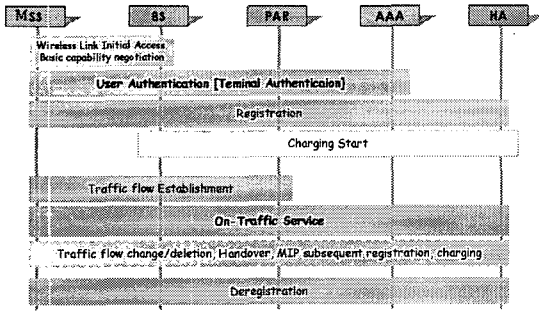 MSS BS PAR AAA HA
Wireless Link Initial Access,
Basic capability negotiation
User Authentication [Teminal Authenticaion]
Registration
Charging Start
Traffic flow Establishment
On-Traffic Service
Traffic flow change/deletion, Handover, MIP subsequent registration, charging
Deregistration